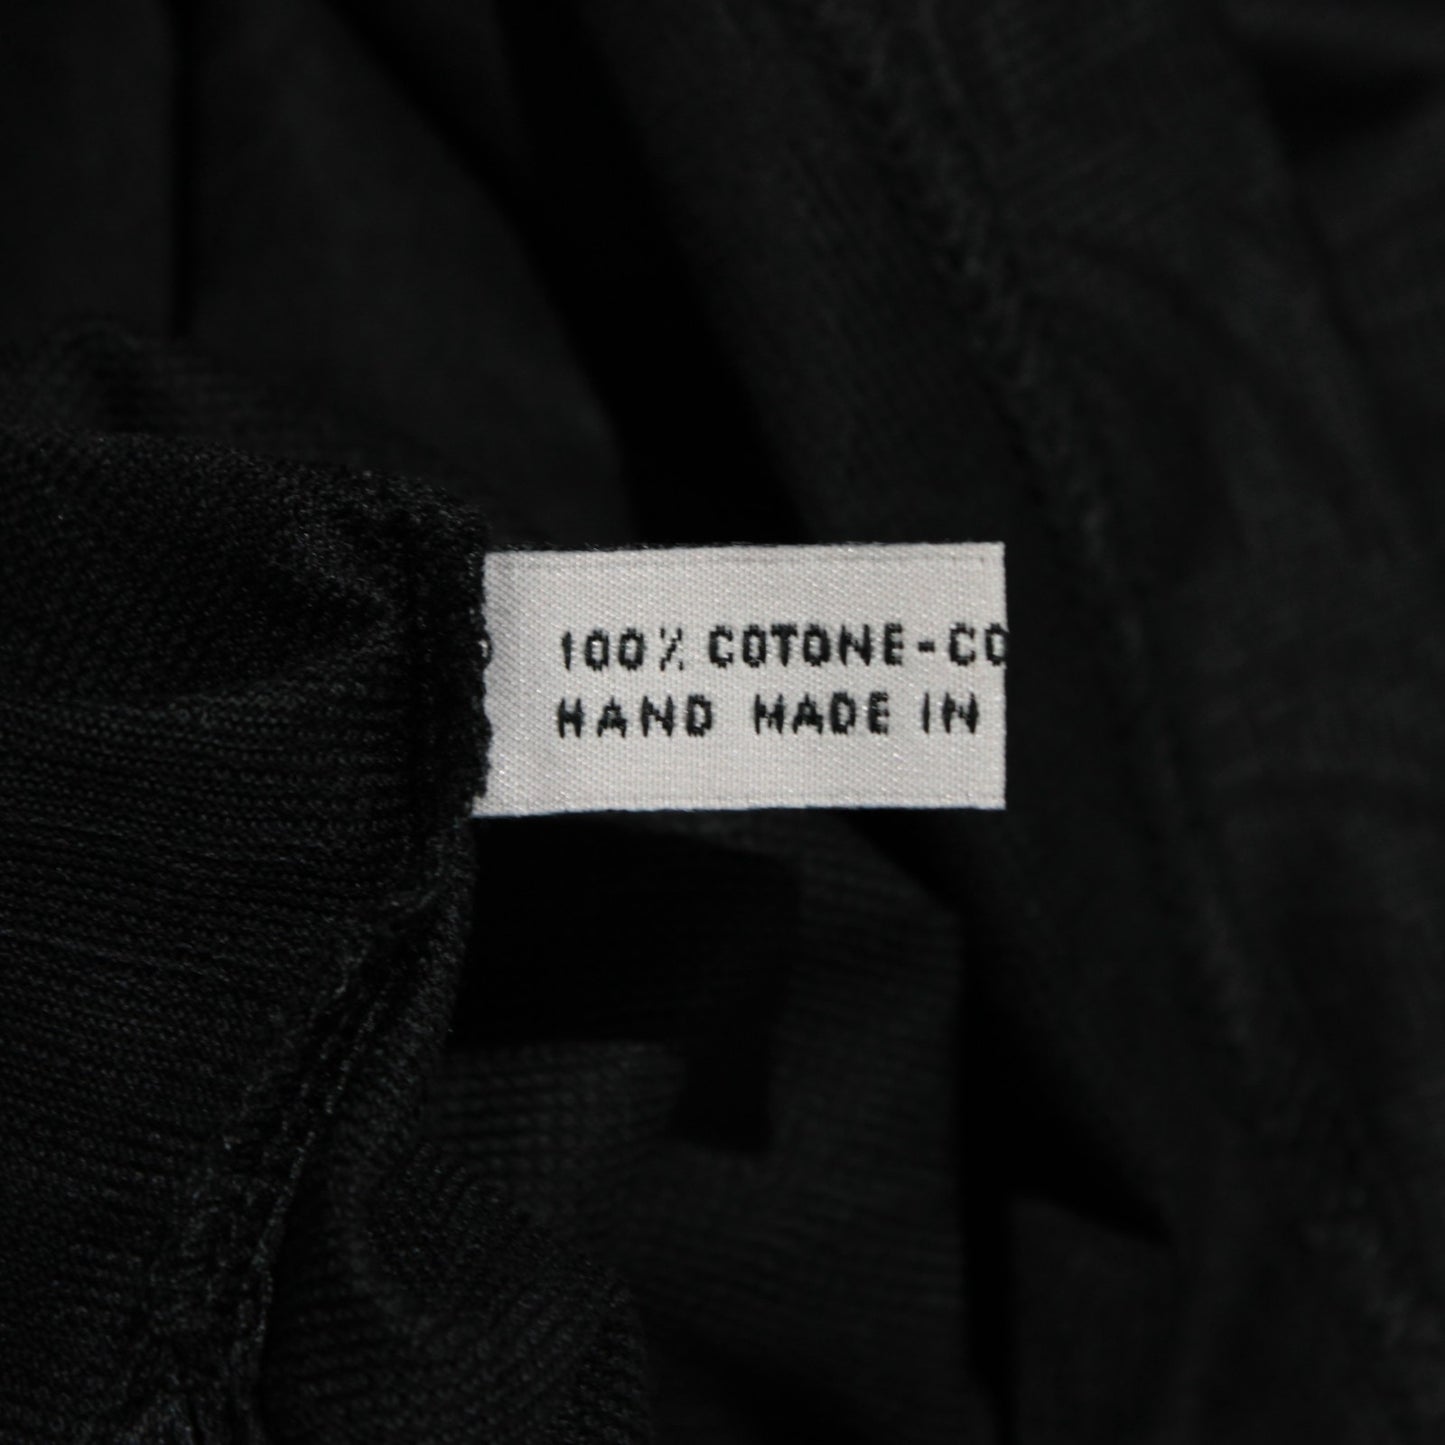 100% COTONE-CO
HAND MADE IN